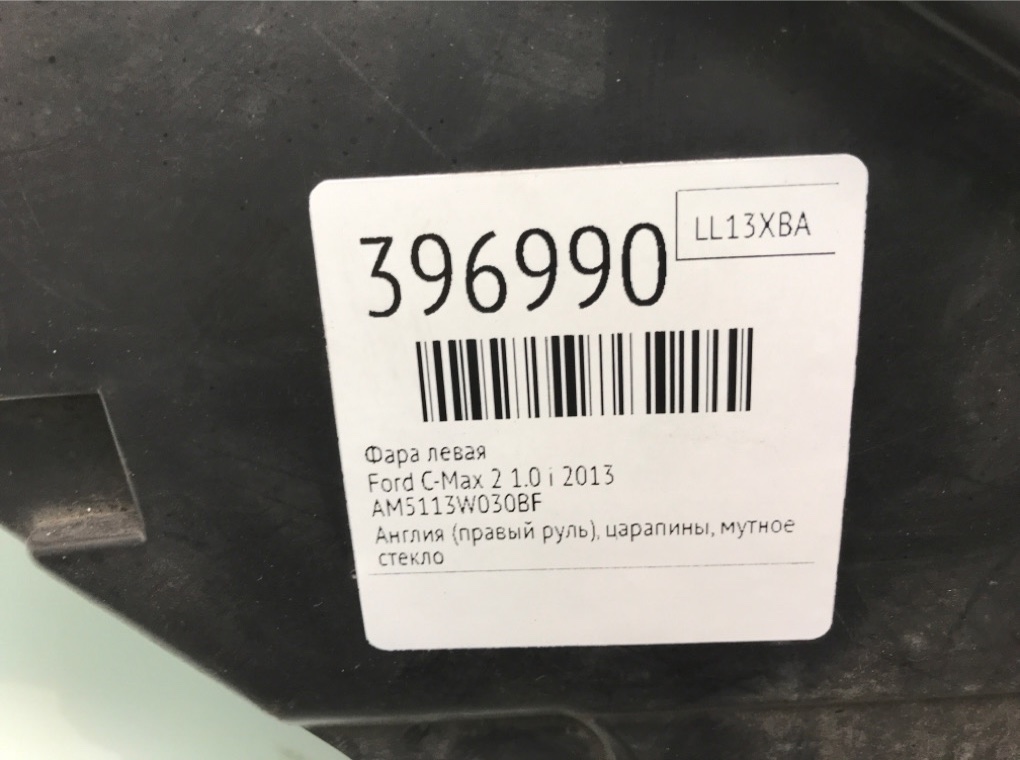 LL13XBA
396990
Фара левая
Ford C-Max 2 1.0 i 2013
AM5113W030BF
Англия (правый руль), царапины, мутное
стекло